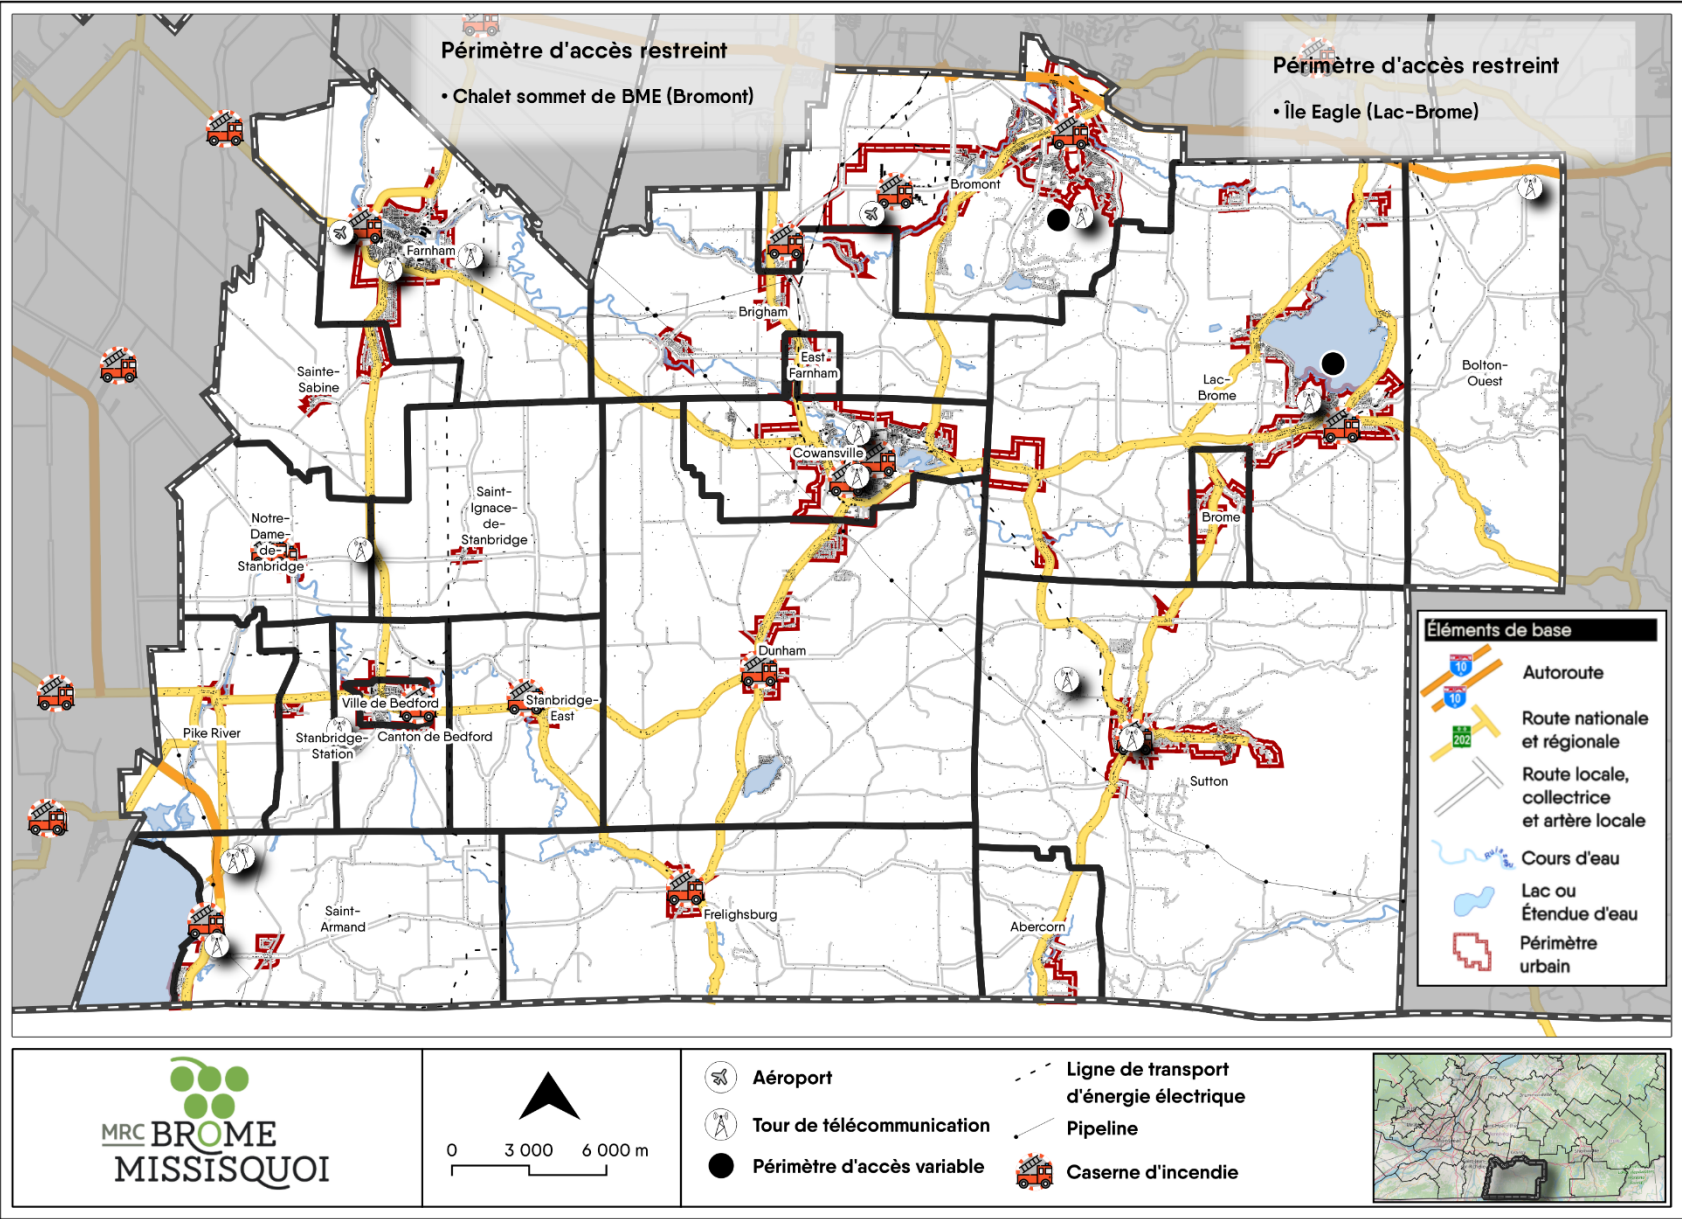 Périmètre d'accès restreint
• Chalet sommet de BME (Bromont)
Périmètre d'accès restreint
• Île Eagle (Lac-Brome)
Bromont
Farnham
Brigham
East
Farnham
Sainte-
Sabine
Lac-
Brome
Bolton-
Ouest
Cowansville
Saint-
Ignace-
de-
Stanbridge
Notre-
Dame-
de-
Stanbridge
Brome
Dunham
Ville de Bedford
Stanbridge-
East
Pike River
Stanbridge-
Station
Canton de Bedford
Sutton
Saint-
Armand
Frelighsburg
Abercorn
Éléments de base
10
10
Autoroute
202
Route nationale
et régionale
Route locale,
collectrice
et artère locale
Cours d'eau
Lac ou
Étendue d'eau
Périmètre
urbain
MRC BROME
MISSISQUOI
0 3 000 6 000 m
Aéroport
Tour de télécommunication
Périmètre d'accès variable
Ligne de transport
d'énergie électrique
Pipeline
Caserne d'incendie